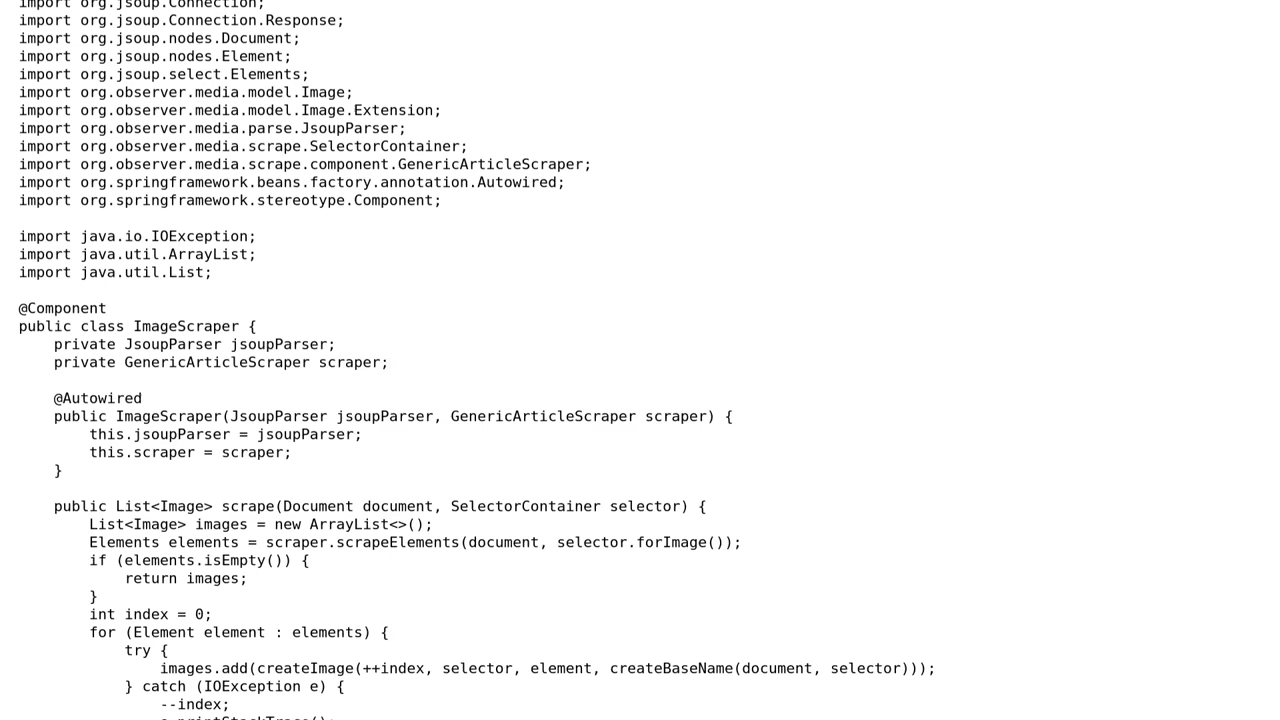 import org.jsoup.Connection;
import org.jsoup.Connection.Response;
import org.jsoup.nodes.Document;
import org.jsoup.nodes.Element;
import org.jsoup.select.Elements;
import org.observer.media.model.Image;
import org.observer.media.model.Image.Extension;
import org.observer.media.parse.JsoupParser;
import org.observer.media.scrape.SelectorContainer;
import org.observer.media.scrape.component.GenericArticleScraper;
import org.springframework.beans.factory.annotation.Autowired;
import org.springframework.stereotype.Component;

import java.io.IOException;
import java.util.ArrayList;
import java.util.List;

@Component
public class ImageScraper {
    private JsoupParser jsoupParser;
    private GenericArticleScraper scraper;

    @Autowired
    public ImageScraper(JsoupParser jsoupParser, GenericArticleScraper scraper) {
        this.jsoupParser = jsoupParser;
        this.scraper = scraper;
    }

    public List<Image> scrape(Document document, SelectorContainer selector) {
        List<Image> images = new ArrayList<>();
        Elements elements = scraper.scrapeElements(document, selector.forImage());
        if (elements.isEmpty()) {
            return images;
        }
        int index = 0;
        for (Element element : elements) {
            try {
                images.add(createImage(++index, selector, element, createBaseName(document, selector)));
            } catch (IOException e) {
                --index;
                e.printStackTrace();